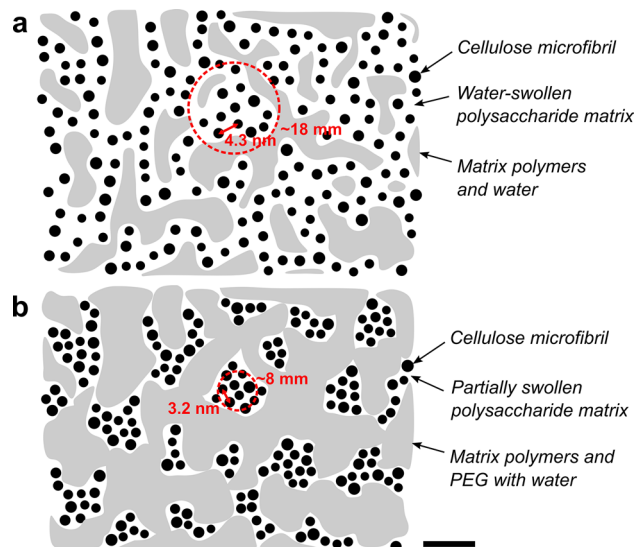 a
Cellulose microfibril
Water-swollen
polysaccharide matrix
~18 mm
4.3 nm
Matrix polymers
and water
b
Cellulose microfibril
~8 mm
Partially swollen
polysaccharide matrix
3.2 nm
Matrix polymers and
PEG with water